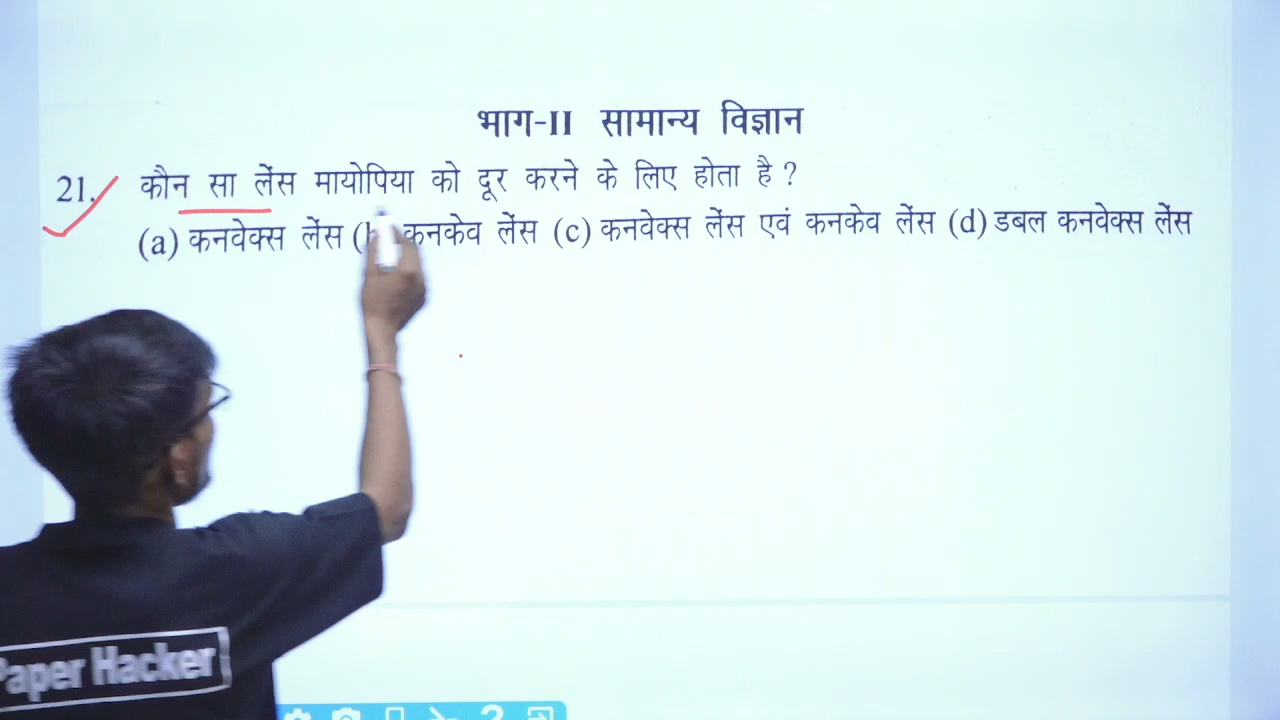 भाग-II सामान्य विज्ञान
21. कौन सा लेंस मायोपिया को दूर करने के लिए होता है ?
(a) कनवेक्स लेंस (b) कनकेव लेंस (c) कनवेक्स लेंस एवं कनकेव लेंस (d) डबल कनवेक्स लेंस
Paper Hacker